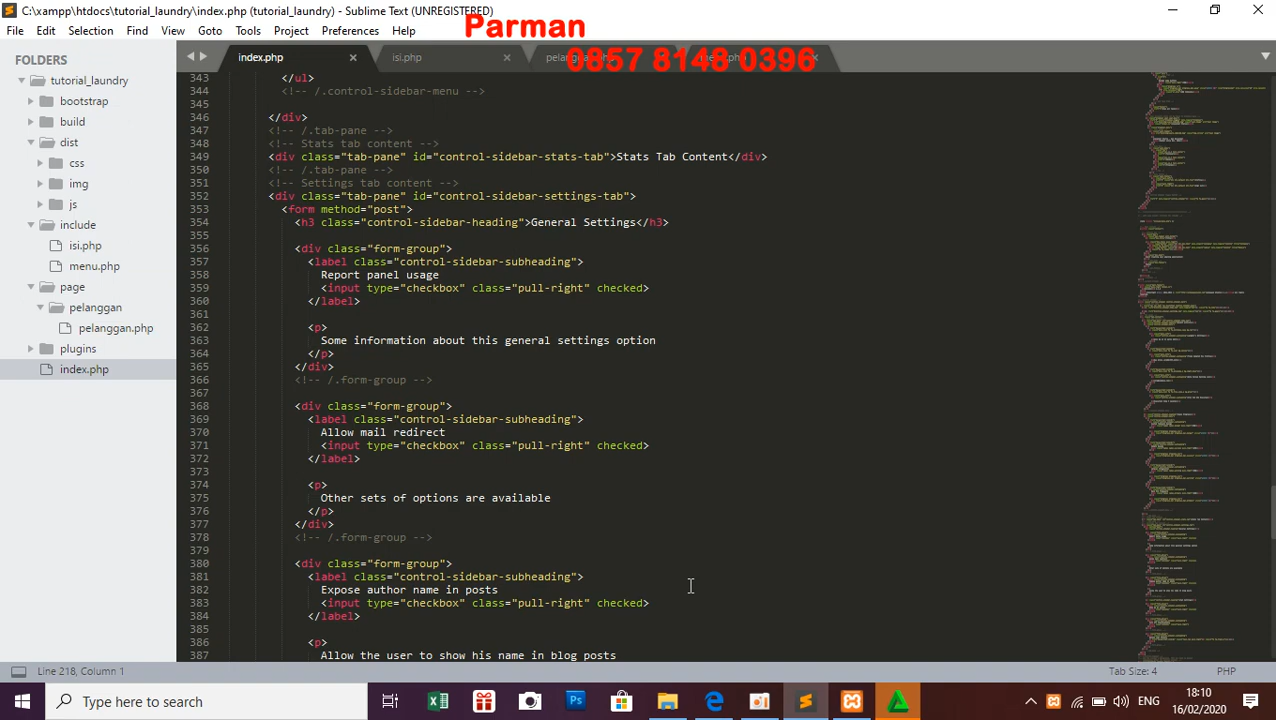 C:\xampp\htdocs\tutorial_laundry\index.php (tutorial_laundry) - Sublime Text (UNREGISTERED)
Parman
File Edit Selection Find View Goto Tools Project Preferences Help
0857 8148 0396
FOLDERS
tutorial_laundry
bootstrap
build
dist
css
img
js
include
isi.php
menu.php
page
pelanggan
pelanggan.php
plugins
index.php
index.php isi.php
343 </ul>
344 <!-- /.control-sidebar-menu -->
345
346 </div>
347 <!-- /.tab-pane -->
348 <!-- Stats tab content -->
349 <div class="tab-pane" id="control-sidebar-stats-tab">Stats Tab Content</div>
350 <!-- /.tab-pane -->
351 <!-- Settings tab content -->
352 <div class="tab-pane" id="control-sidebar-settings-tab">
353 <form method="post">
354 <h3 class="control-sidebar-heading">General Settings</h3>
355
356 <div class="form-group">
357 <label class="control-sidebar-subheading">
358 Report panel usage
359 <input type="checkbox" class="pull-right" checked>
360 </label>
361
362 <p>
363 Some information about this general settings option
364 </p>
365 </div>
366 <!-- /.form-group -->
367
368 <div class="form-group">
369 <label class="control-sidebar-subheading">
370 Allow mail redirect
371 <input type="checkbox" class="pull-right" checked>
372 </label>
373
374 <p>
375 Other sets of options are available
376 </p>
377 </div>
378 <!-- /.form-group -->
379
380 <div class="form-group">
381 <label class="control-sidebar-subheading">
382 Expose author name in posts
383 <input type="checkbox" class="pull-right" checked>
384 </label>
385
386 <p>
387 Allow the user to show his name in blog posts
Line 218, Column 1 Tab Size: 4 PHP
Type here to search
ENG
18:10
16/02/2020